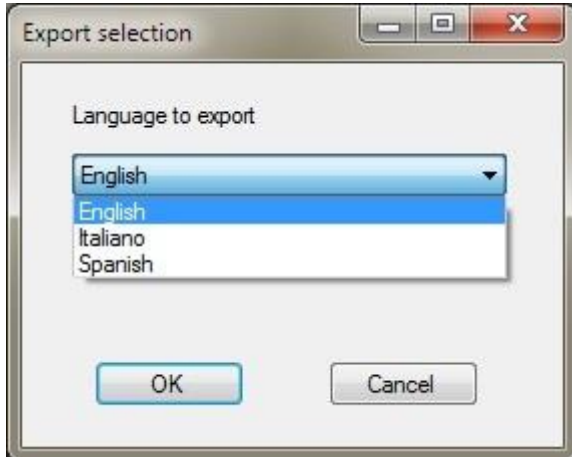 Export selection
Language to export
English
English
Italiano
Spanish
OK
Cancel